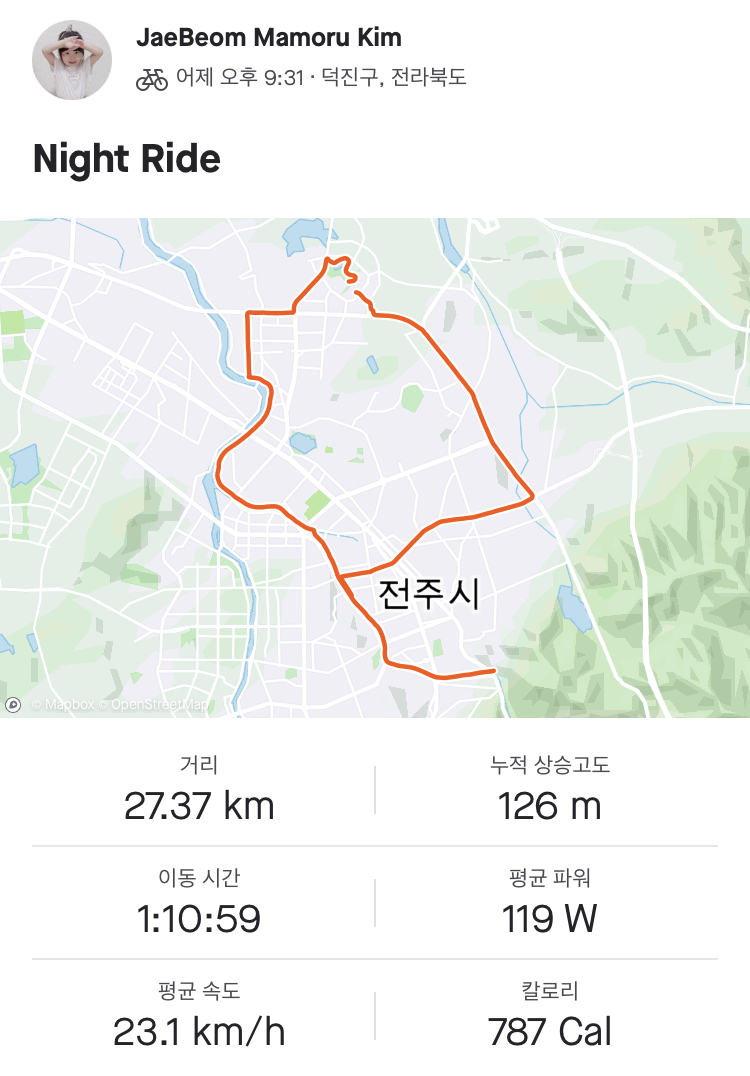 JaeBeom Mamoru Kim
어제 오후 9:31 · 덕진구, 전라북도
Night Ride
전주시
© Mapbox © OpenStreetMap
거리
누적 상승고도
27.37 km
126 m
이동 시간
평균 파워
1:10:59
119 W
평균 속도
칼로리
23.1 km/h
787 Cal